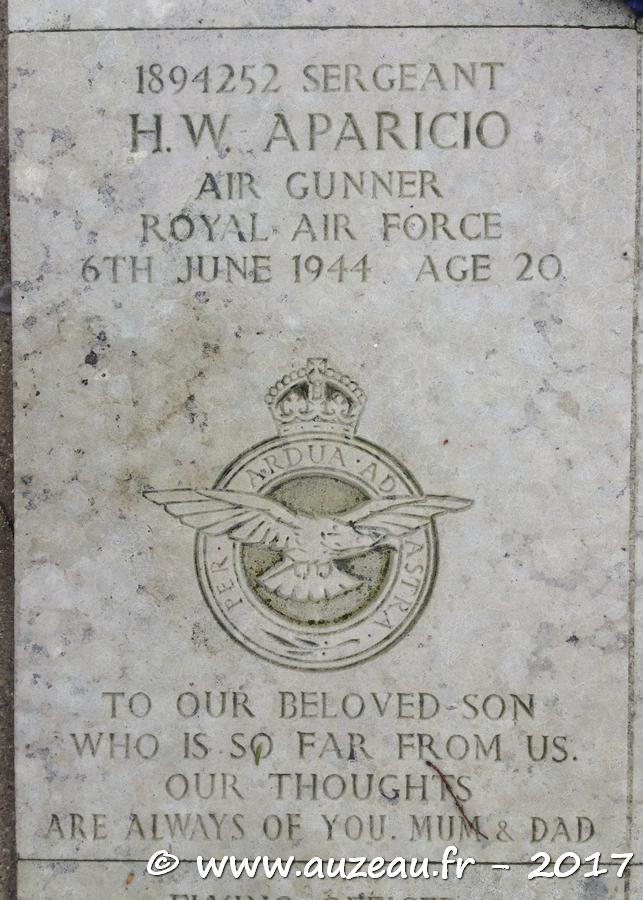 1894252 SERGEANT
H. W. APARICIO
AIR GUNNER
ROYAL AIR FORCE
6TH JUNE 1944 AGE 20
PER · ARDUA · AD · ASTRA
TO OUR BELOVED SON
WHO IS SO FAR FROM US.
OUR THOUGHTS
ARE ALWAYS OF YOU. MUM & DAD
© www.auzeau.fr - 2017
FLYING OFFICER